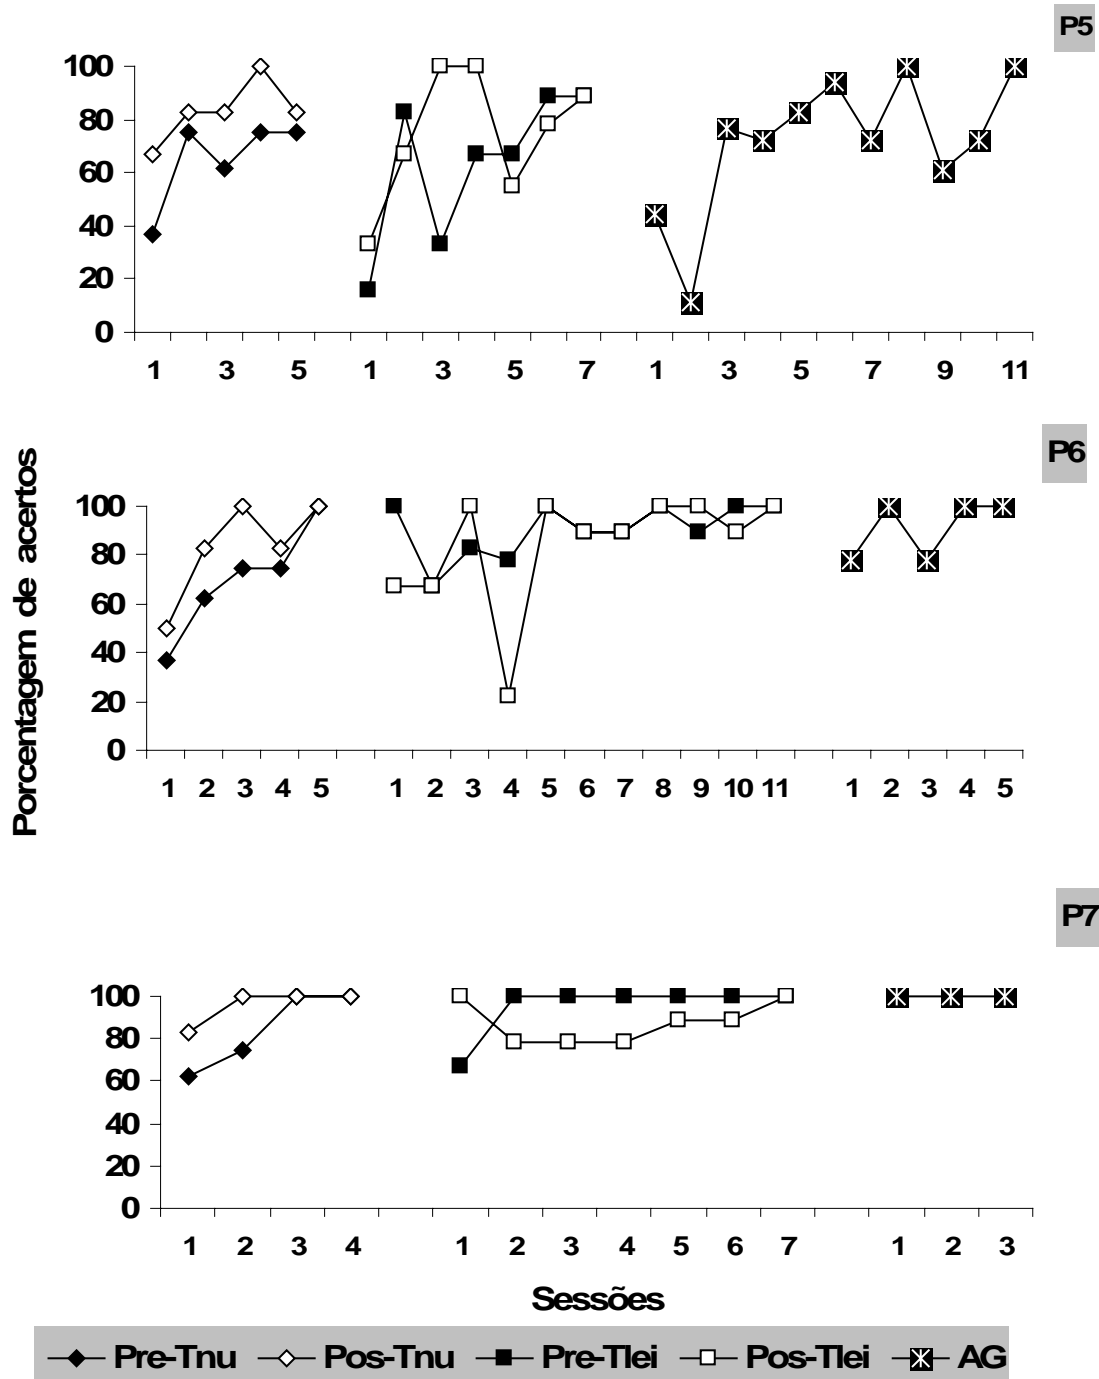 P5
100
80
60
40
20
0
1 3 5 1 3 5 7 1 3 5 7 9 11
P6
Porcentagem de acertos
100
80
60
40
20
0
1 2 3 4 5 1 2 3 4 5 6 7 8 9 10 11 1 2 3 4 5
P7
100
80
60
40
20
0
1 2 3 4 1 2 3 4 5 6 7 1 2 3
Sessões
Pre-Tnu Pos-Tnu Pre-Tlei Pos-Tlei AG